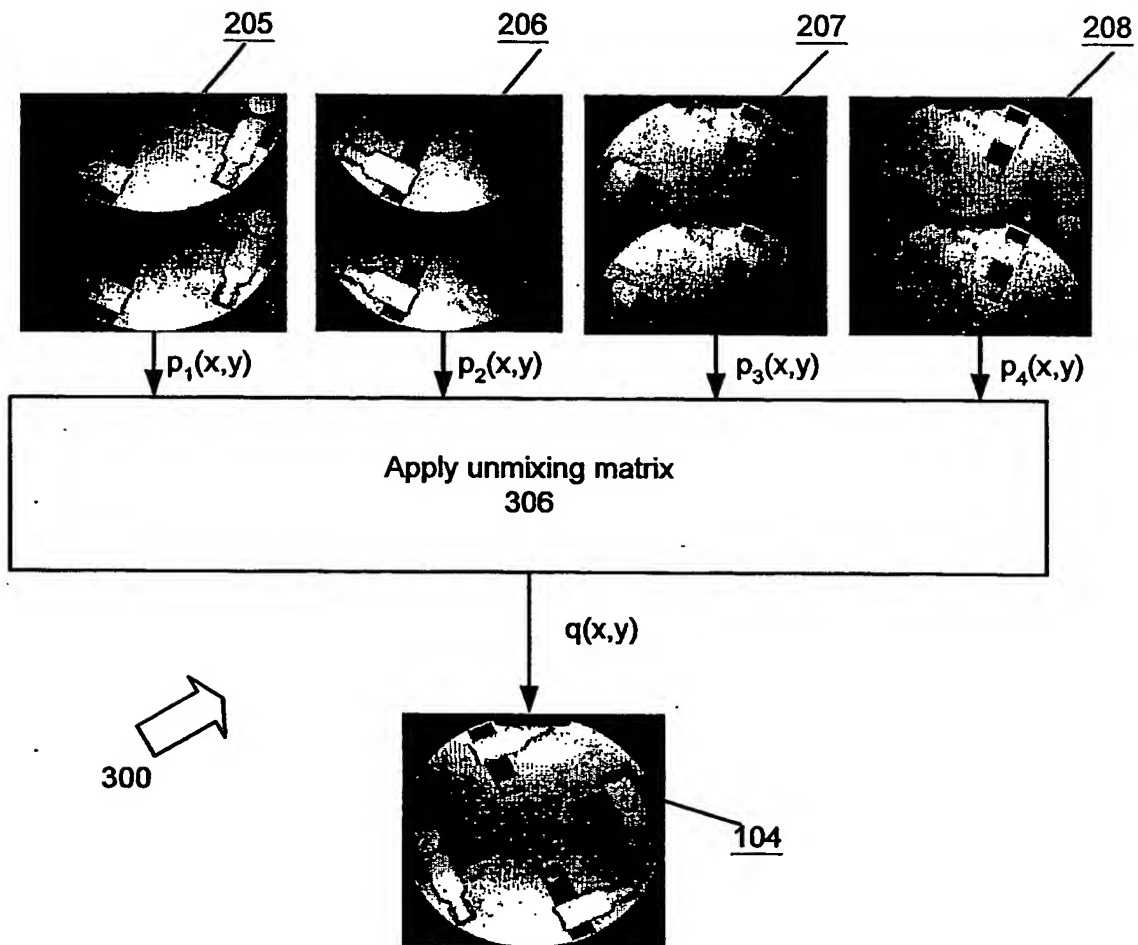 205
206
207
208
p₁(x,y)
p₂(x,y)
p₃(x,y)
p₄(x,y)
Apply unmixing matrix
306
q(x,y)
300
104